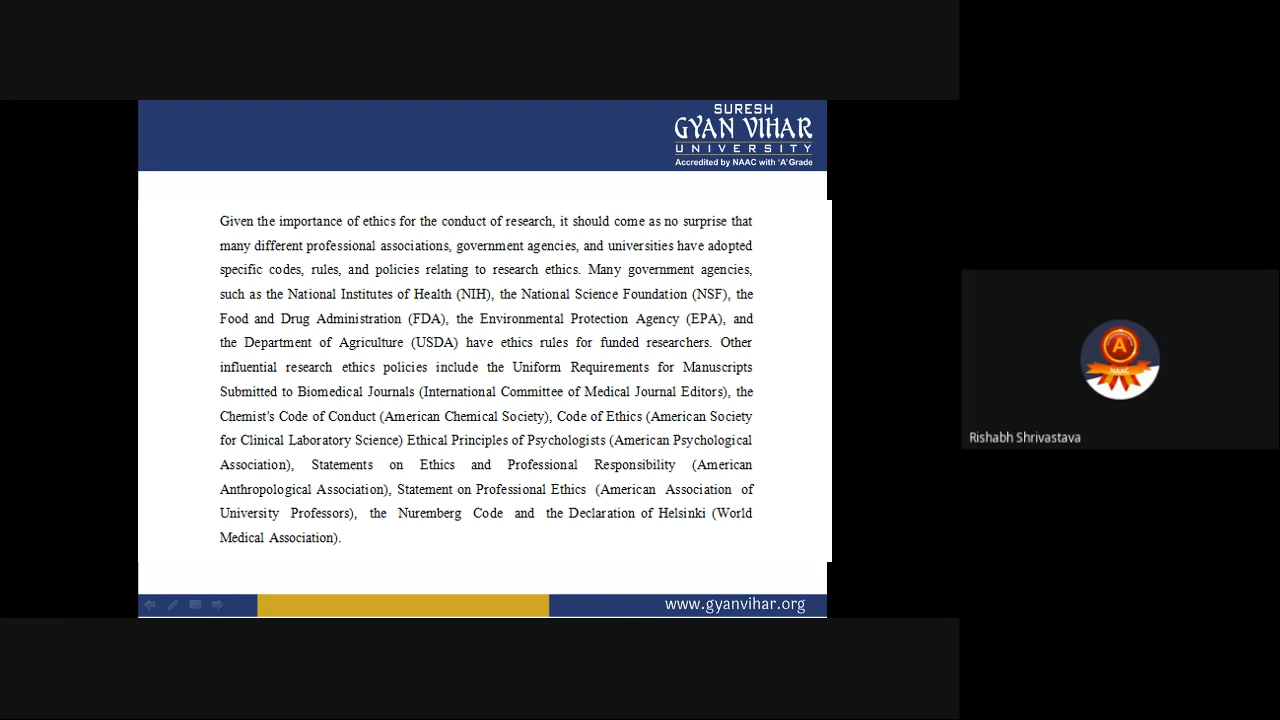 SURESH
GYAN VIHAR
UNIVERSITY
Accredited by NAAC with 'A' Grade
Given the importance of ethics for the conduct of research, it should come as no surprise that
many different professional associations, government agencies, and universities have adopted
specific codes, rules, and policies relating to research ethics. Many government agencies,
such as the National Institutes of Health (NIH), the National Science Foundation (NSF), the
Food and Drug Administration (FDA), the Environmental Protection Agency (EPA), and
the Department of Agriculture (USDA) have ethics rules for funded researchers. Other
influential research ethics policies include the Uniform Requirements for Manuscripts
Submitted to Biomedical Journals (International Committee of Medical Journal Editors), the
Chemist's Code of Conduct (American Chemical Society), Code of Ethics (American Society
for Clinical Laboratory Science) Ethical Principles of Psychologists (American Psychological
Association), Statements on Ethics and Professional Responsibility (American
Anthropological Association), Statement on Professional Ethics (American Association of
University Professors), the Nuremberg Code and the Declaration of Helsinki (World
Medical Association).
www.gyanvihar.org
A
NAAC
Rishabh Shrivastava